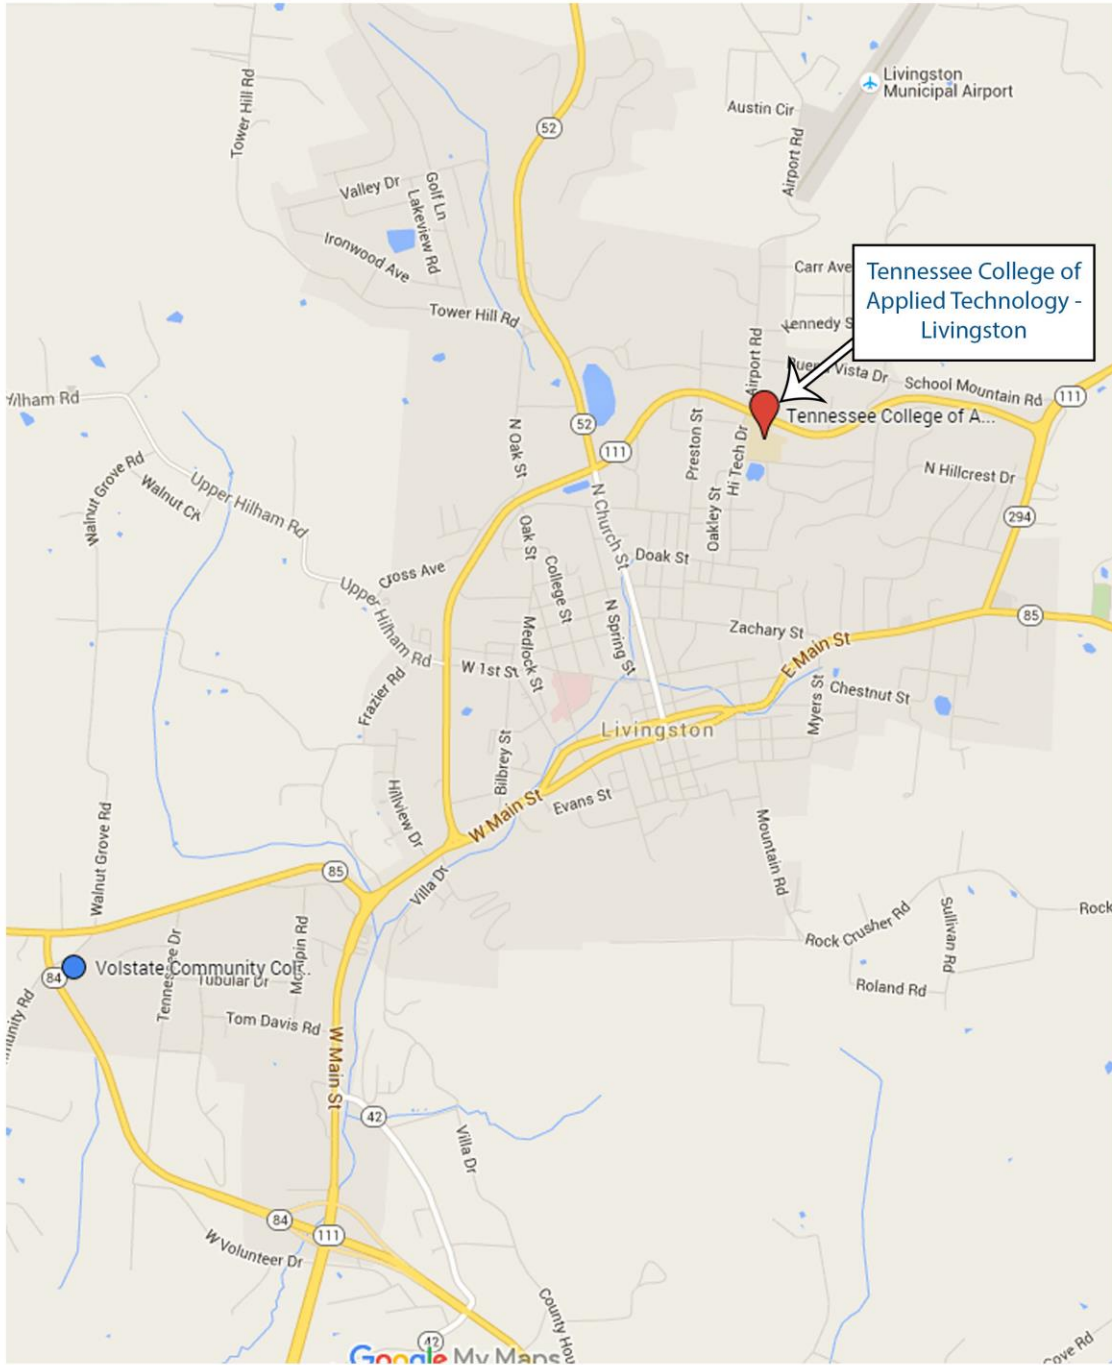 Livingston
Municipal Airport
Austin Cir
Airport Rd
Tower Hill Rd
52
Valley Dr
Golf Ln
Lakeview Rd
Ironwood Ave
Tower Hill Rd
Carr Ave
Tennessee College of
Applied Technology -
Livingston
Airport Rd
Vista Dr
School Mountain Rd
111
Tennessee College of A...
Preston St
Hi Tech Dr
Oakley St
N Hillcrest Dr
52
111
N Oak St
N Church St
294
Walnut Grove Rd
Walnut Cir
Upper Hilham Rd
Cross Ave
Oak St
College St
Doak St
Upper Hilham Rd
Medlock St
N Spring St
Zachary St
85
E Main St
W 1st St
Frazier Rd
Chestnut St
Myers St
Livingston
Bilbrey St
Hillview Dr
W Main St
Evans St
Mountain Rd
Walnut Grove Rd
85
Villa Dr
Rock Crusher Rd
Sullivan Rd
Rock
Roland Rd
84
Volstate Community Col...
Tennessee Dr
Tubular Dr
Tom Davis Rd
munity Rd
W Main St
42
Villa Dr
84
111
W Volunteer Dr
County Hou
42
Google My Maps
Cove Rd